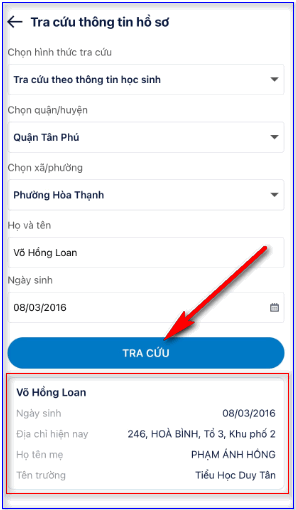 Tra cứu thông tin hồ sơ
Chọn hình thức tra cứu
Tra cứu theo thông tin học sinh
Chọn quận/huyện
Quận Tân Phú
Chọn xã/phường
Phường Hòa Thạnh
Họ và tên
Võ Hồng Loan
Ngày sinh
08/03/2016
TRA CỨU
Võ Hồng Loan
Ngày sinh 08/03/2016
Địa chỉ hiện nay 246, HOÀ BÌNH, Tổ 3, Khu phố 2
Họ tên mẹ PHẠM ÁNH HỒNG
Tên trường Tiểu Học Duy Tân